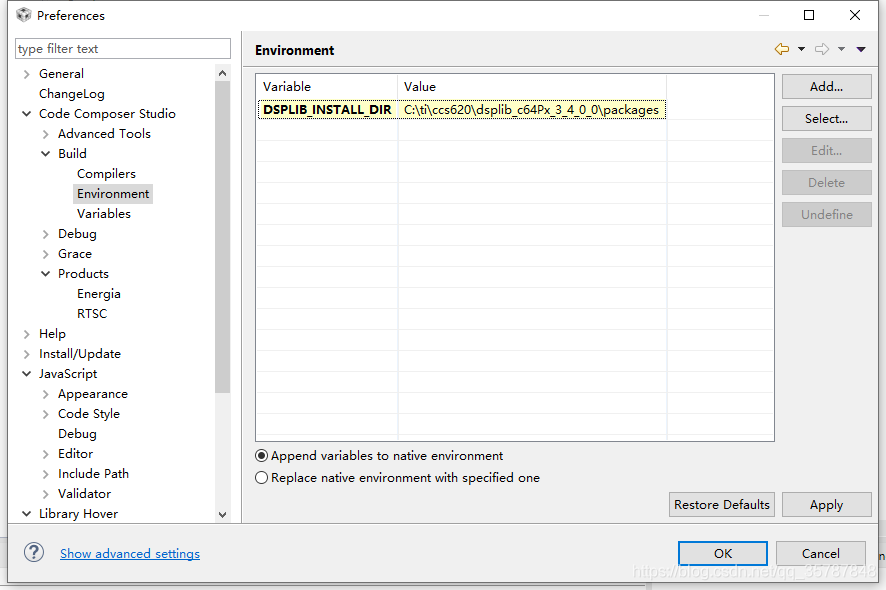 Preferences
type filter text
General
ChangeLog
Code Composer Studio
Advanced Tools
Build
Compilers
Environment
Variables
Debug
Grace
Products
Energia
RTSC
Help
Install/Update
JavaScript
Appearance
Code Style
Debug
Editor
Include Path
Validator
Library Hover
Environment
Variable Value
DSPLIB_INSTALL_DIR C:\ti\ccs620\dsplib_c64Px_3_4_0_0\packages
Add...
Select...
Edit...
Delete
Undefine
Append variables to native environment
Replace native environment with specified one
Restore Defaults Apply
? Show advanced settings
OK Cancel
https://blog.csdn.net/qq_35787848